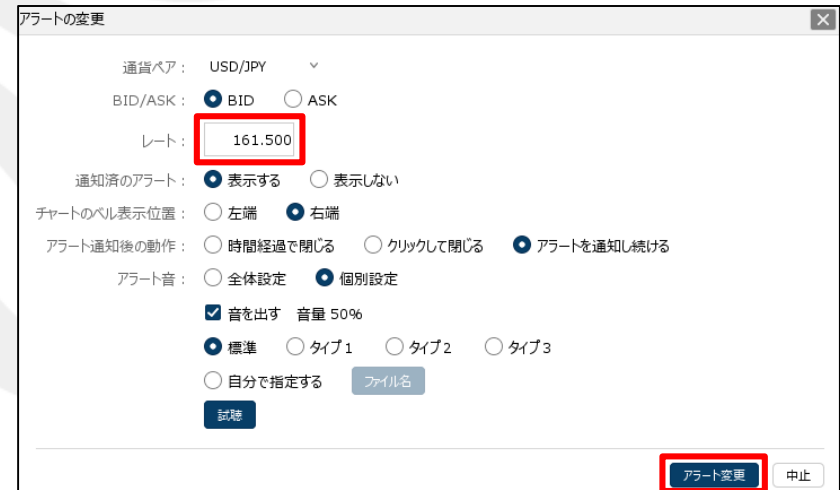 アラートの変更
通貨ペア： USD/JPY
BID/ASK： BID ASK
レート： 161.500
通知済のアラート： 表示する 表示しない
チャートのベル表示位置： 左端 右端
アラート通知後の動作： 時間経過で閉じる クリックして閉じる アラートを通知し続ける
アラート音： 全体設定 個別設定
音を出す 音量 50%
標準 タイプ1 タイプ2 タイプ3
自分で指定する ファイル名
試聴
アラート変更 中止